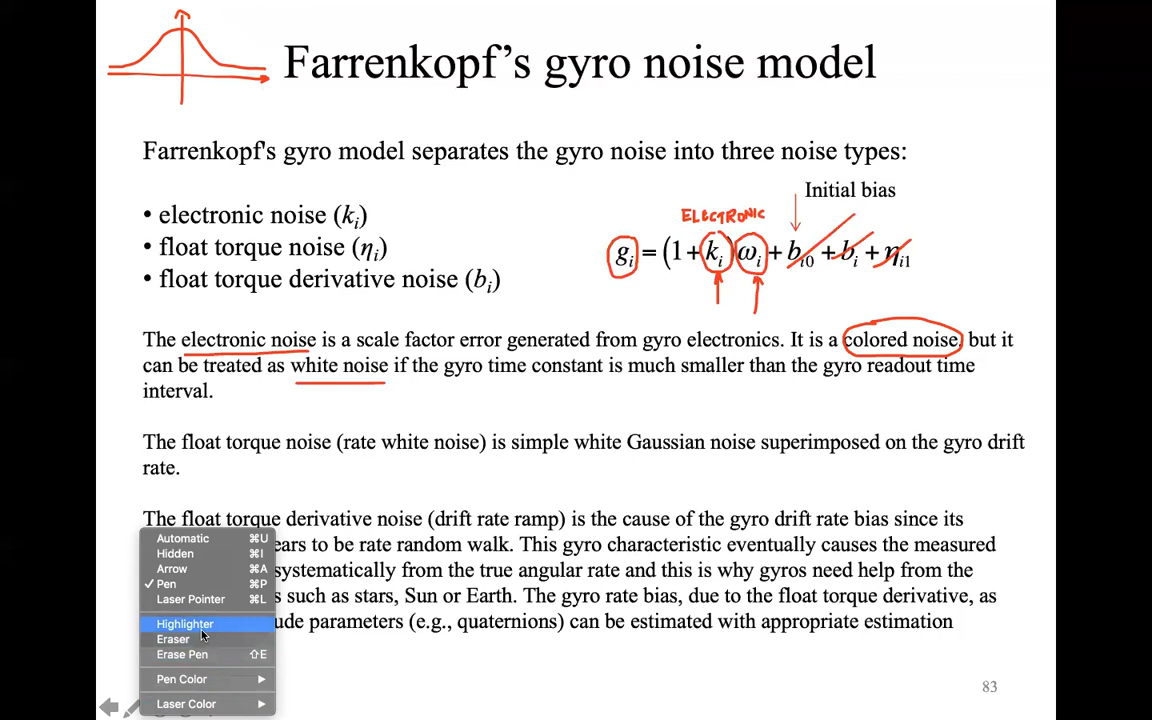 Farrenkopf's gyro noise model
Farrenkopf's gyro model separates the gyro noise into three noise types:
Initial bias
• electronic noise (kᵢ)
ELECTRONIC
• float torque noise (ηᵢ)
gᵢ = (1 + kᵢ)ωᵢ + bᵢ₀ + bᵢ + ηᵢ₁
• float torque derivative noise (bᵢ)
The electronic noise is a scale factor error generated from gyro electronics. It is a colored noise, but it
can be treated as white noise if the gyro time constant is much smaller than the gyro readout time
interval.
The float torque noise (rate white noise) is simple white Gaussian noise superimposed on the gyro drift
rate.
The float torque derivative noise (drift rate ramp) is the cause of the gyro drift rate bias since its
ears to be rate random walk. This gyro characteristic eventually causes the measured
systematically from the true angular rate and this is why gyros need help from the
s such as stars, Sun or Earth. The gyro rate bias, due to the float torque derivative, as
ude parameters (e.g., quaternions) can be estimated with appropriate estimation
Automatic ⌘U
Hidden ⌘I
Arrow ⌘A
✓ Pen ⌘P
Laser Pointer ⌘L
Highlighter
Eraser
Erase Pen ⇧E
Pen Color
Laser Color
83